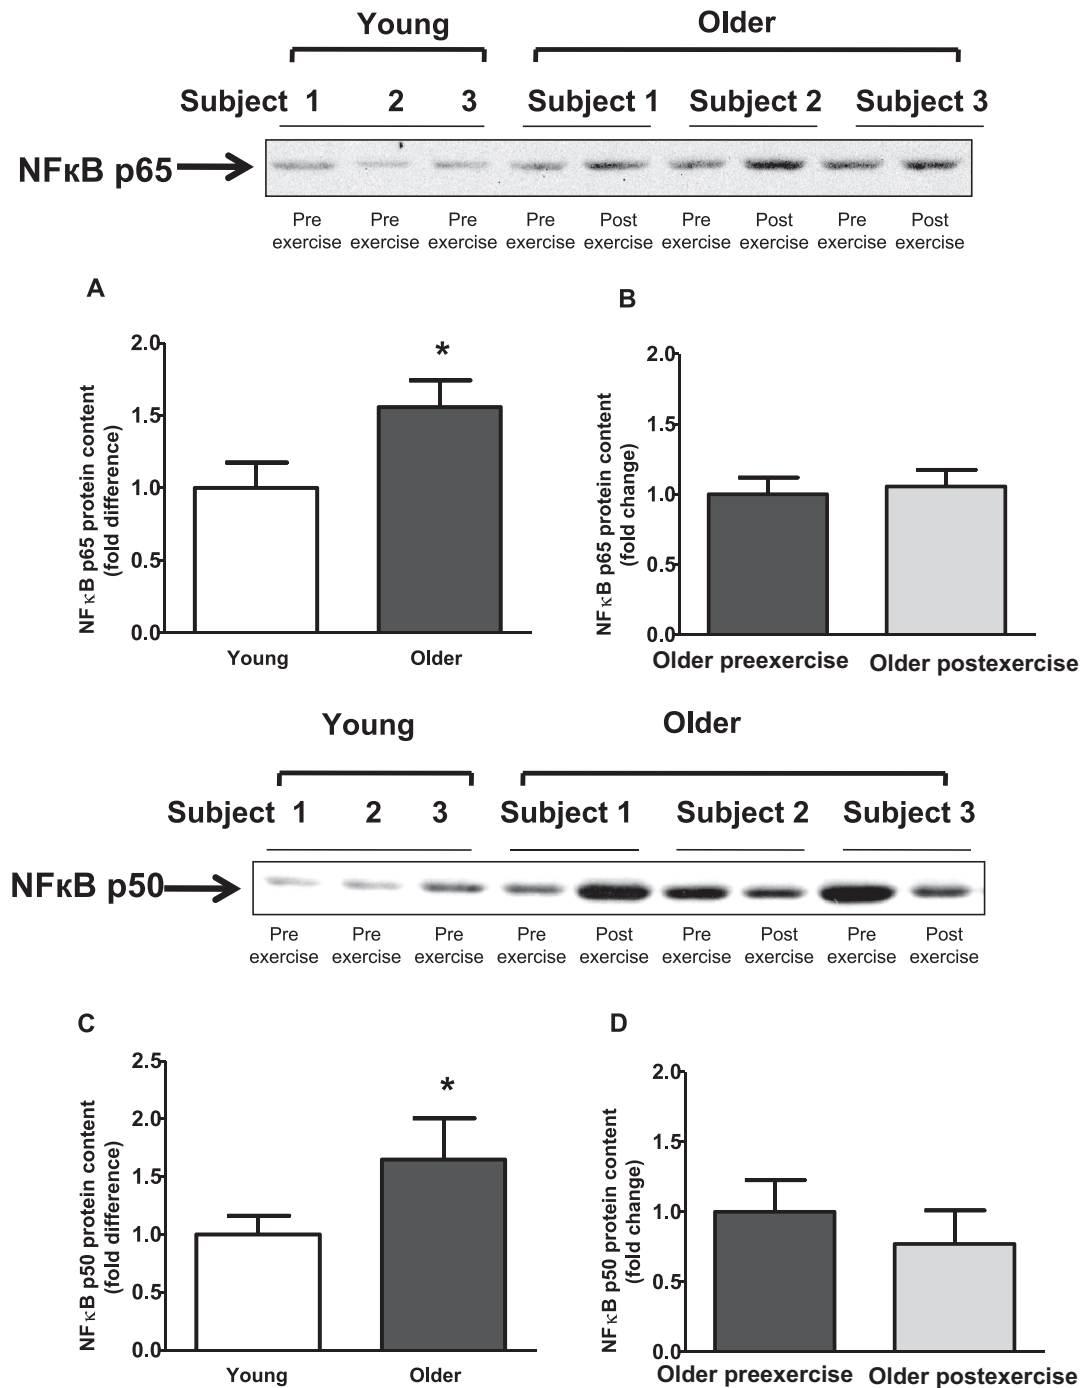 Young Older
Subject 1 2 3 Subject 1 Subject 2 Subject 3
NFκB p65
Pre exercise Pre exercise Pre exercise Pre exercise Post exercise Pre exercise Post exercise Pre exercise Post exercise
A
NFκB p65 protein content
(fold difference)
2.0
1.5
1.0
0.5
0.0
*
Young Older
B
NFκB p65 protein content
(fold change)
2.0
1.5
1.0
0.5
0.0
Older preexercise Older postexercise
Young Older
Subject 1 2 3 Subject 1 Subject 2 Subject 3
NFκB p50
Pre exercise Pre exercise Pre exercise Pre exercise Post exercise Pre exercise Post exercise Pre exercise Post exercise
C
NFκB p50 protein content
(fold difference)
2.5
2.0
1.5
1.0
0.5
0.0
*
Young Older
D
NFκB p50 protein content
(fold change)
2.0
1.5
1.0
0.5
0.0
Older preexercise Older postexercise